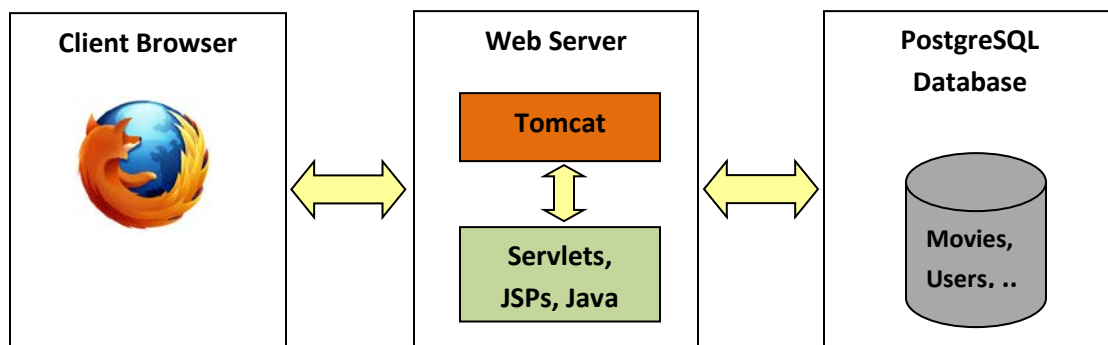 Client Browser
Web Server
Tomcat
Servlets,
JSPs, Java
PostgreSQL
Database
Movies,
Users, ..